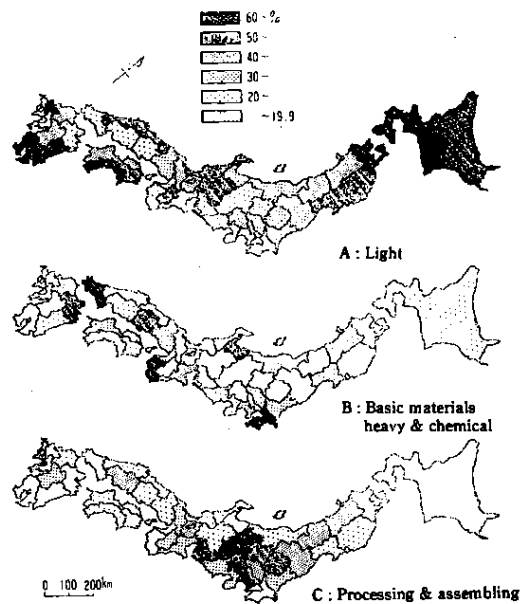 60 - %
50 -
40 -
30 -
20 -
~19.9
A : Light
B : Basic materials
heavy & chemical
0 100 200km
C : Processing & assembling